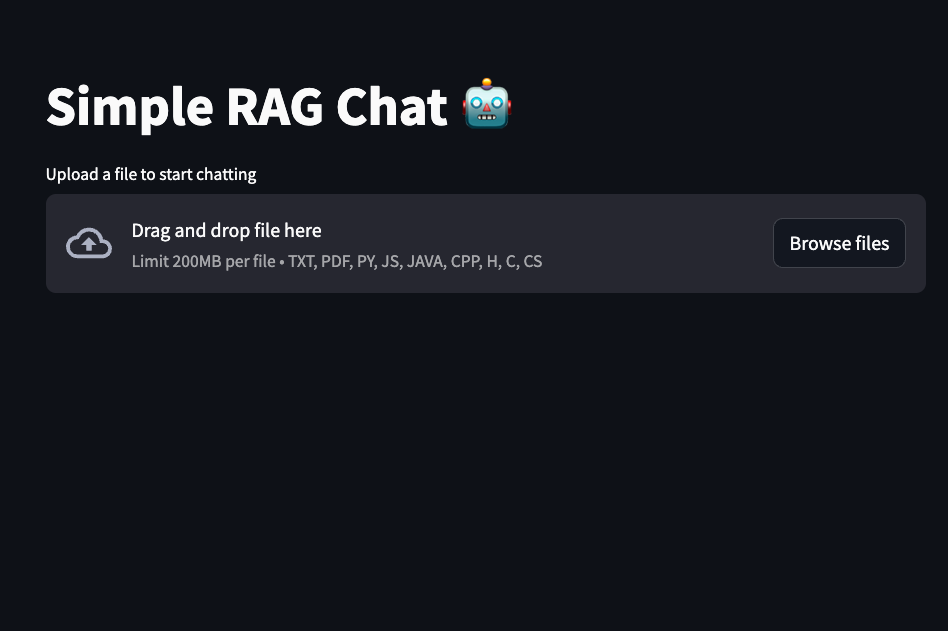 Simple RAG Chat 🤖
Upload a file to start chatting
Drag and drop file here
Limit 200MB per file • TXT, PDF, PY, JS, JAVA, CPP, H, C, CS
Browse files